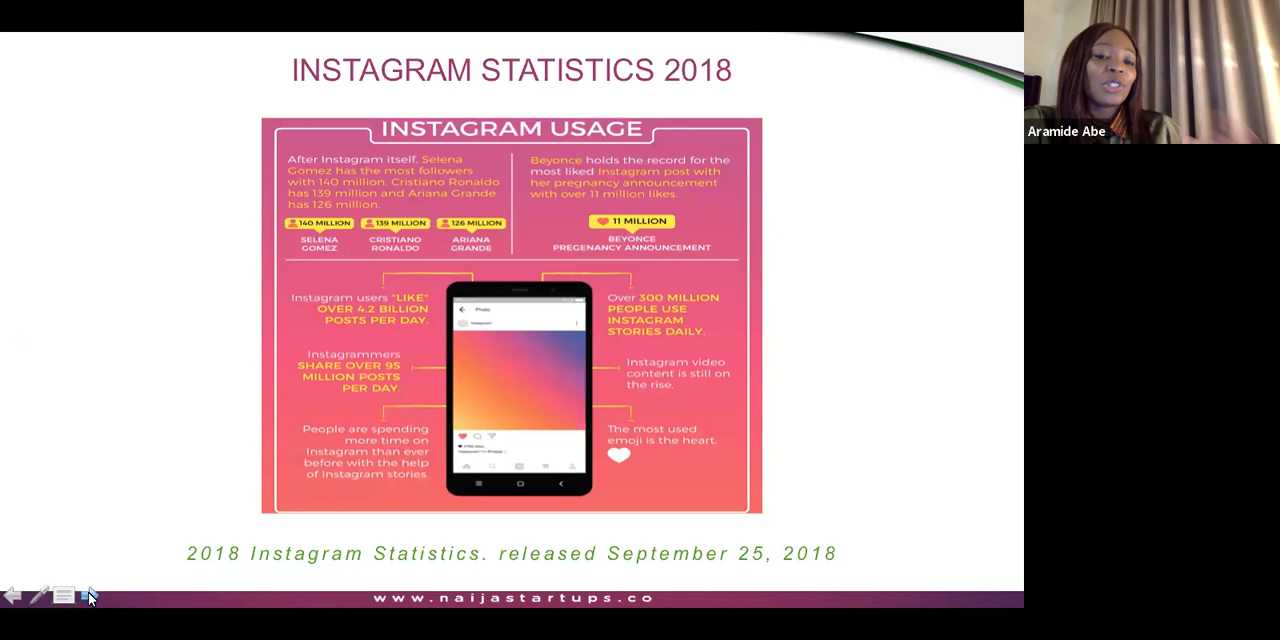 INSTAGRAM STATISTICS 2018
Aramide Abe
INSTAGRAM USAGE
After Instagram itself, Selena
Gomez has the most followers
with 140 million. Cristiano Ronaldo
has 139 million and Ariana Grande
has 126 million.
140 MILLION
139 MILLION
126 MILLION
SELENA
GOMEZ
CRISTIANO
RONALDO
ARIANA
GRANDE
Beyonce holds the record for the
most liked Instagram post with
her pregnancy announcement
with over 11 million likes.
11 MILLION
BEYONCE
PREGENANCY ANNOUNCEMENT
Instagram users "LIKE"
OVER 4.2 BILLION
POSTS PER DAY.
Instagrammers
SHARE OVER 95
MILLION POSTS
PER DAY.
People are spending
more time on
Instagram than ever
before with the help
of Instagram stories.
Photo
Over 300 MILLION
PEOPLE USE
INSTAGRAM
STORIES DAILY.
Instagram video
content is still on
the rise.
The most used
emoji is the heart.
2018 Instagram Statistics. released September 25, 2018
www.naijastartups.co